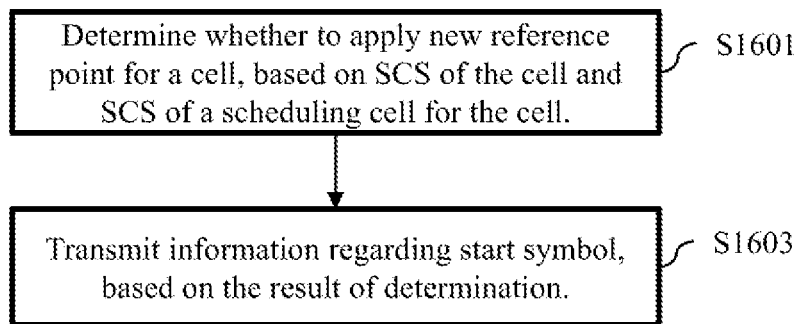 Determine whether to apply new reference
point for a cell, based on SCS of the cell and
SCS of a scheduling cell for the cell.
S1601
Transmit information regarding start symbol,
based on the result of determination.
S1603